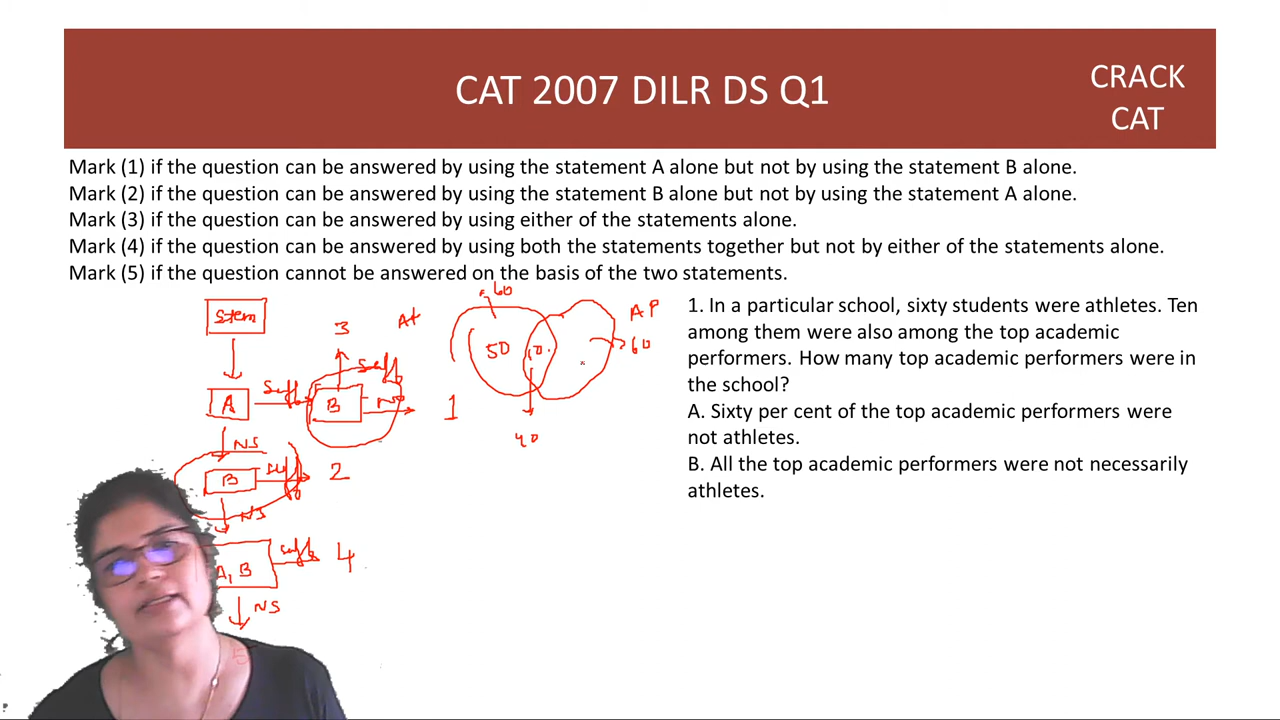 CAT 2007 DILR DS Q1
CRACK
CAT
Mark (1) if the question can be answered by using the statement A alone but not by using the statement B alone.
Mark (2) if the question can be answered by using the statement B alone but not by using the statement A alone.
Mark (3) if the question can be answered by using either of the statements alone.
Mark (4) if the question can be answered by using both the statements together but not by either of the statements alone.
Mark (5) if the question cannot be answered on the basis of the two statements.
1. In a particular school, sixty students were athletes. Ten
among them were also among the top academic
performers. How many top academic performers were in
the school?
A. Sixty per cent of the top academic performers were
not athletes.
B. All the top academic performers were not necessarily
athletes.
Stem
3
At
60
AP
50
10
60
A
B
NS
1
40
NS
B
2
NS
A, B
4
NS
5